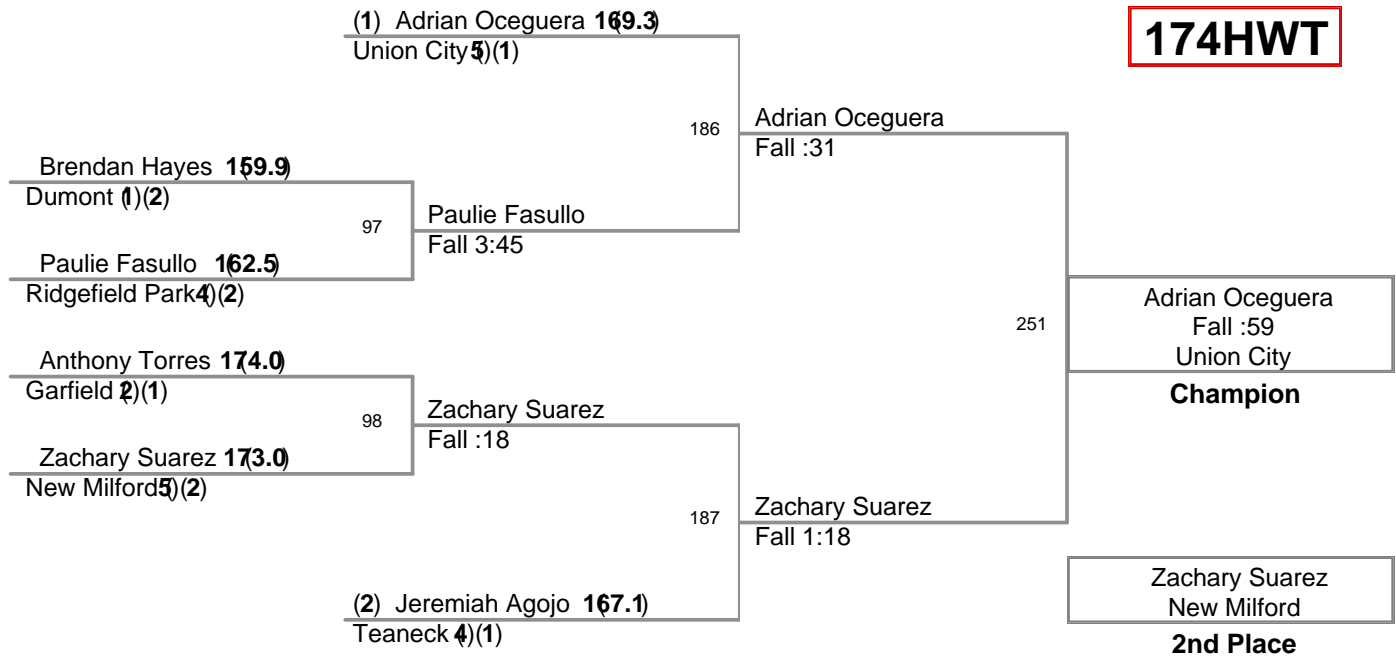 (1) Adrian Oceguera 169.3)
Union City 5)(1)
174HWT
186
Adrian Oceguera
Fall :31
Brendan Hayes 159.9)
Dumont 1)(2)
97
Paulie Fasullo
Fall 3:45
Paulie Fasullo 162.5)
Ridgefield Park4)(2)
251
Adrian Oceguera
Fall :59
Union City
Champion
Anthony Torres 174.0)
Garfield 2)(1)
98
Zachary Suarez
Fall :18
Zachary Suarez 173.0)
New Milford5)(2)
187
Zachary Suarez
Fall 1:18
(2) Jeremiah Agojo 167.1)
Teaneck 4)(1)
Zachary Suarez
New Milford
2nd Place